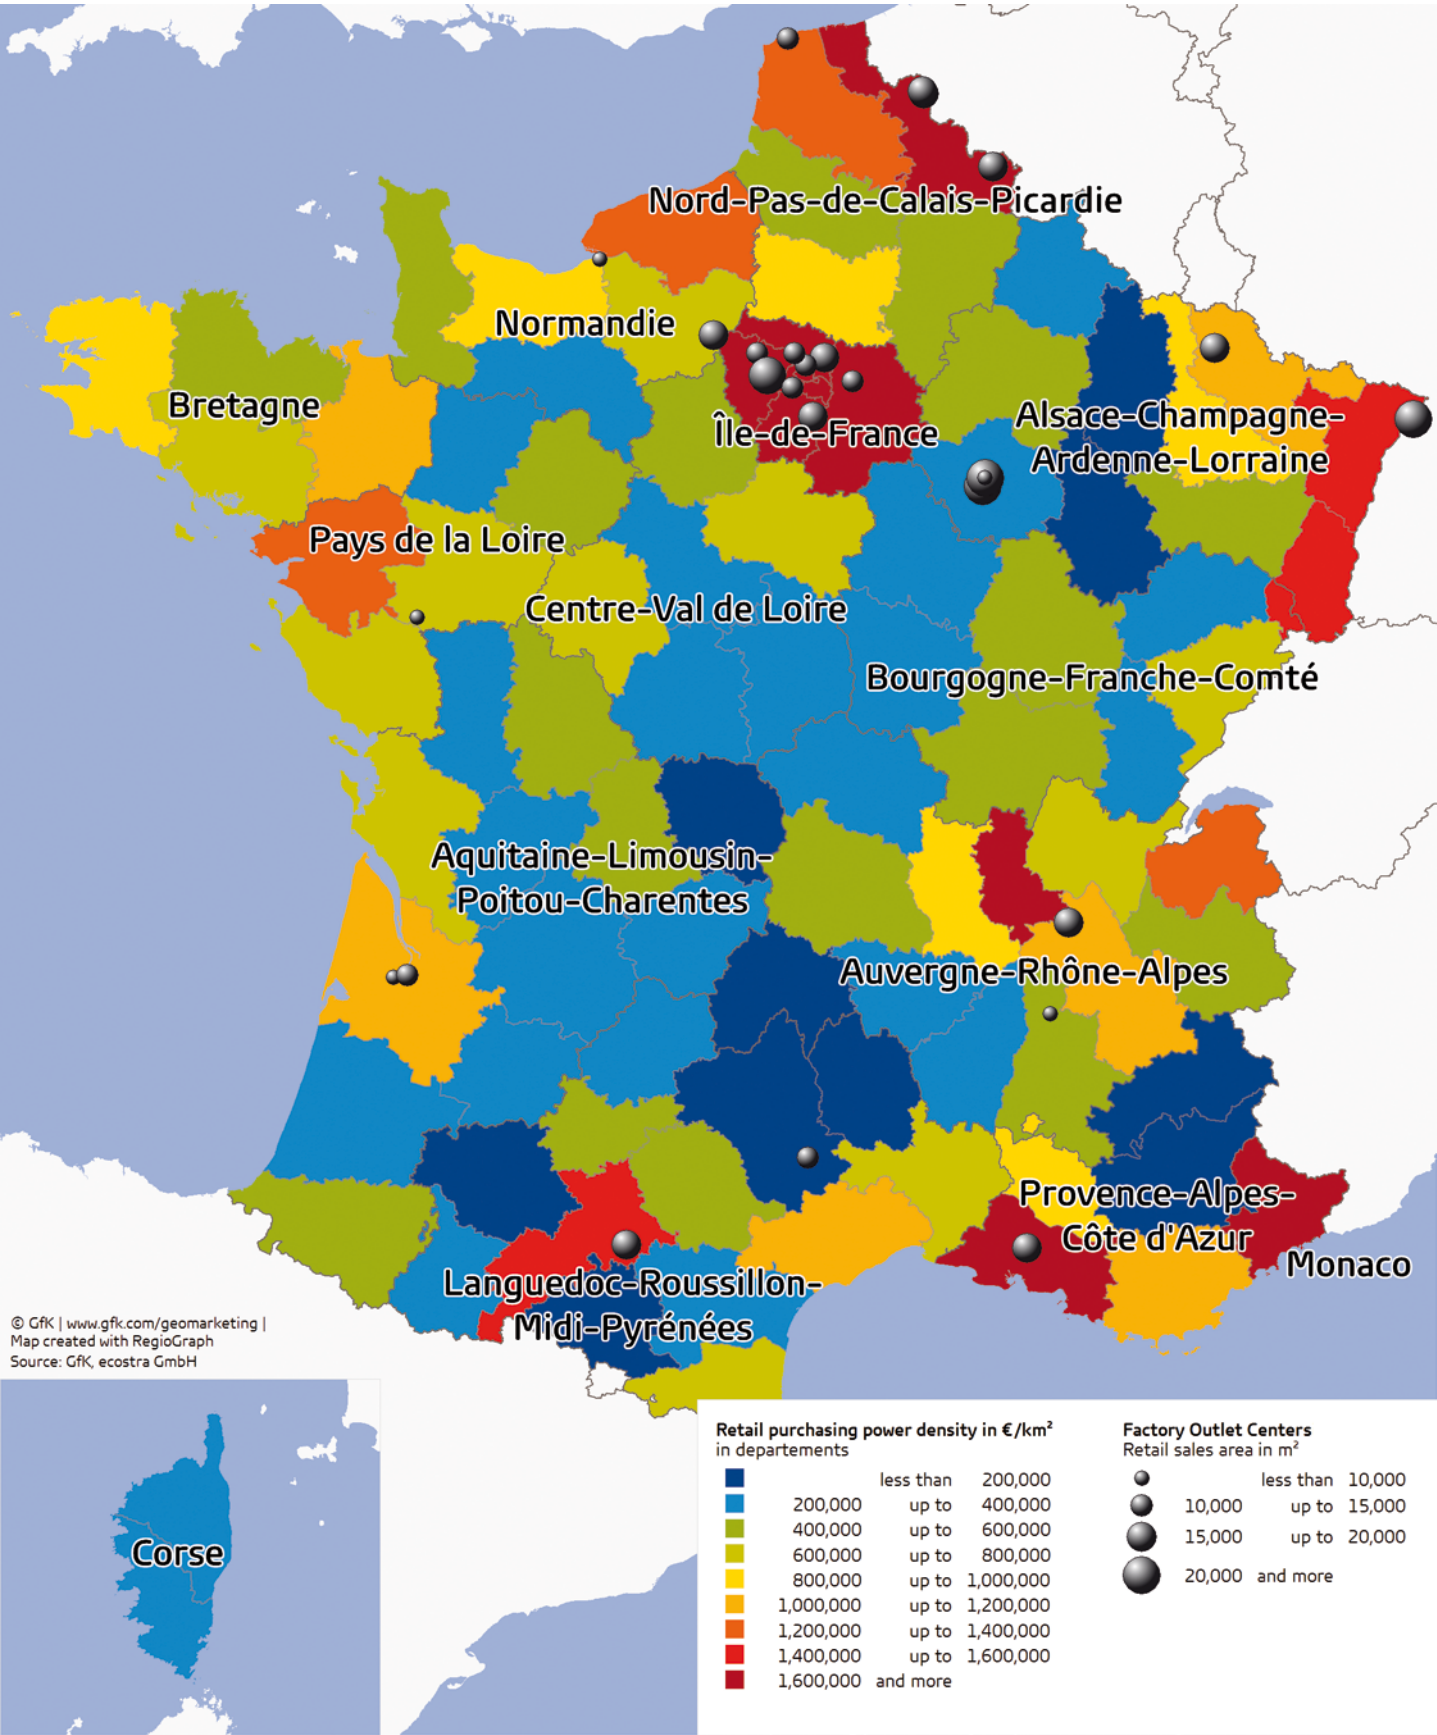 Nord-Pas-de-Calais-Picardie
Normandie
Bretagne
Île-de-France
Alsace-Champagne-
Ardenne-Lorraine
Pays de la Loire
Centre-Val de Loire
Bourgogne-Franche-Comté
Aquitaine-Limousin-
Poitou-Charentes
Auvergne-Rhône-Alpes
Provence-Alpes-
Côte d'Azur
Monaco
Languedoc-Roussillon-
Midi-Pyrénées
© GfK | www.gfk.com/geomarketing |
Map created with RegioGraph
Source: GfK, ecostra GmbH
Corse
Retail purchasing power density in €/km²
in departements
less than 200,000
200,000 up to 400,000
400,000 up to 600,000
600,000 up to 800,000
800,000 up to 1,000,000
1,000,000 up to 1,200,000
1,200,000 up to 1,400,000
1,400,000 up to 1,600,000
1,600,000 and more
Factory Outlet Centers
Retail sales area in m²
less than 10,000
10,000 up to 15,000
15,000 up to 20,000
20,000 and more